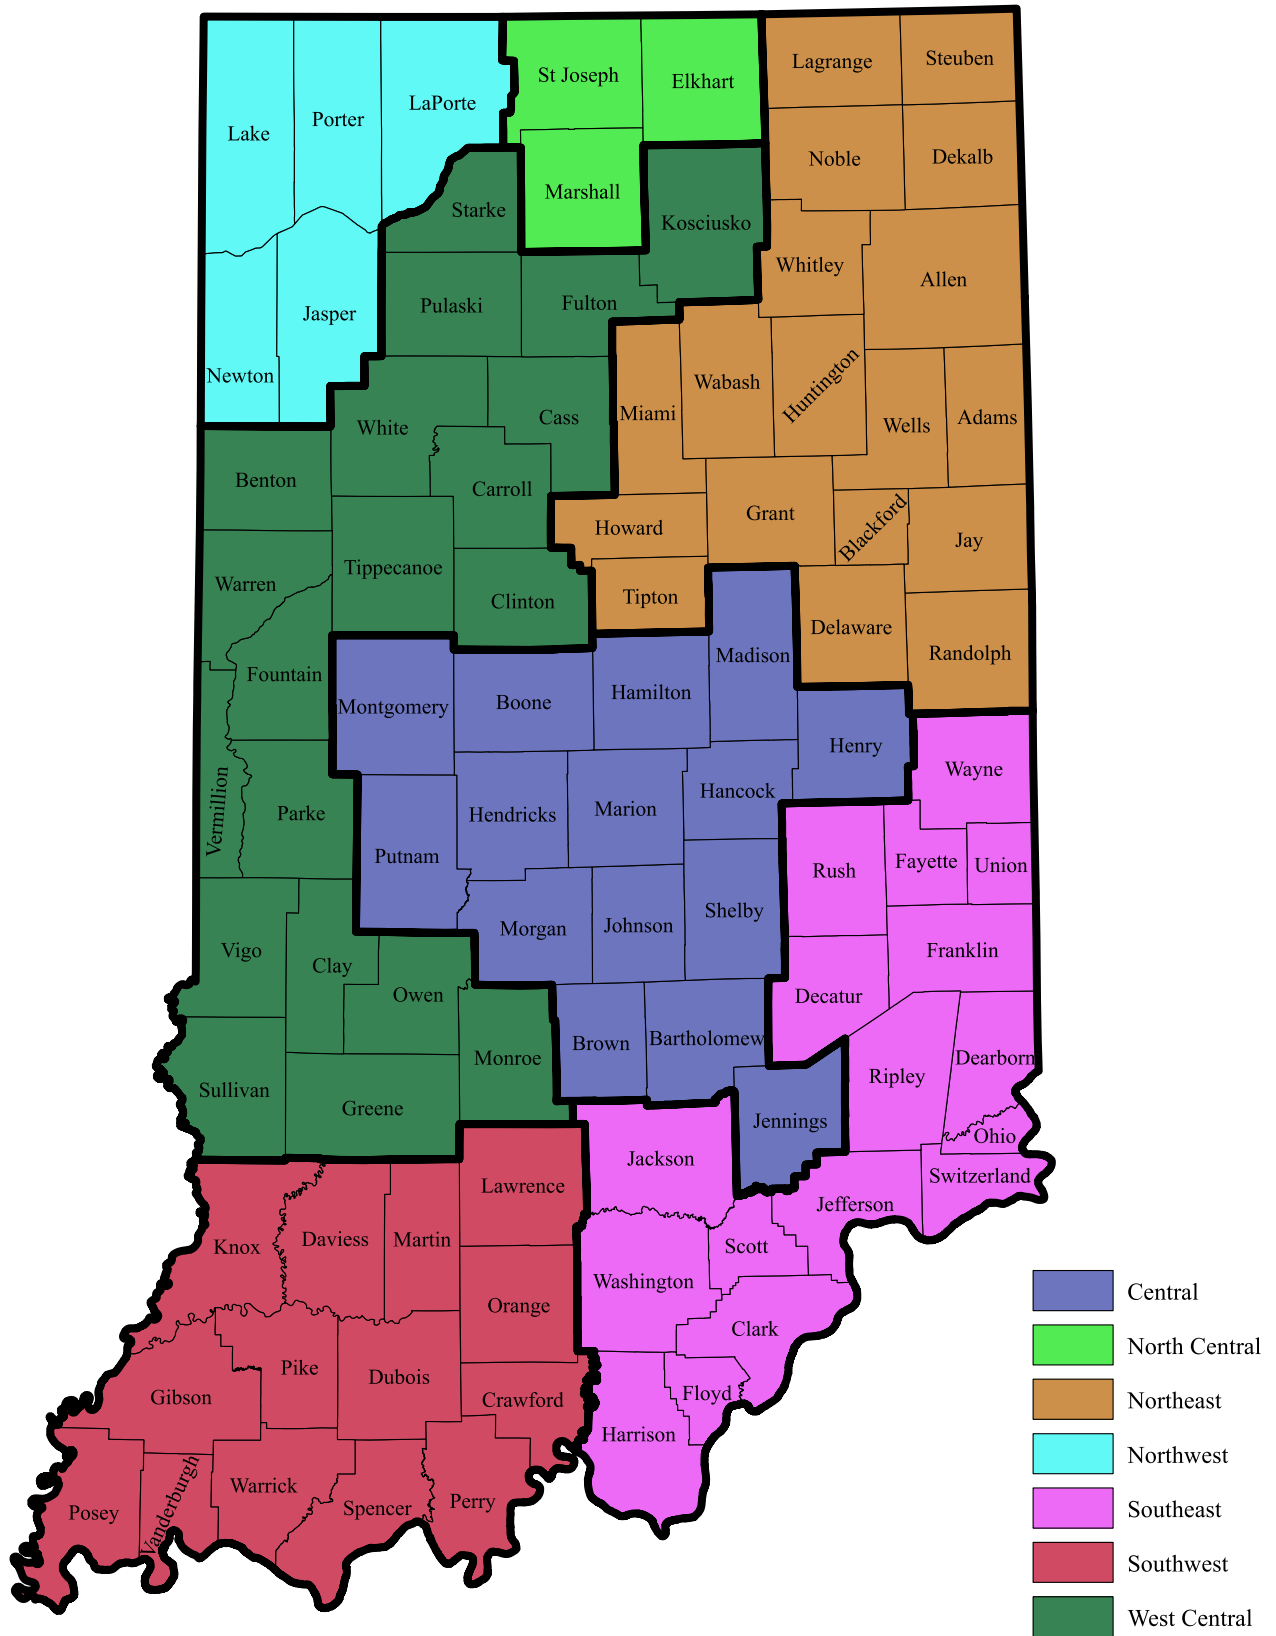 Lake
Porter
LaPorte
St Joseph
Elkhart
Lagrange
Steuben
Noble
Dekalb
Marshall
Starke
Kosciusko
Whitley
Allen
Newton
Jasper
Pulaski
Fulton
Miami
Wabash
Huntington
Wells
Adams
White
Cass
Benton
Carroll
Howard
Grant
Blackford
Jay
Warren
Tippecanoe
Clinton
Tipton
Delaware
Randolph
Fountain
Montgomery
Boone
Hamilton
Madison
Henry
Wayne
Vermillion
Parke
Putnam
Hendricks
Marion
Hancock
Rush
Fayette
Union
Vigo
Clay
Owen
Morgan
Johnson
Shelby
Franklin
Decatur
Sullivan
Greene
Monroe
Brown
Bartholomew
Jennings
Ripley
Dearborn
Ohio
Switzerland
Jackson
Jefferson
Lawrence
Knox
Daviess
Martin
Scott
Washington
Orange
Clark
Gibson
Pike
Dubois
Crawford
Floyd
Harrison
Posey
Vanderburgh
Warrick
Spencer
Perry
Central
North Central
Northeast
Northwest
Southeast
Southwest
West Central